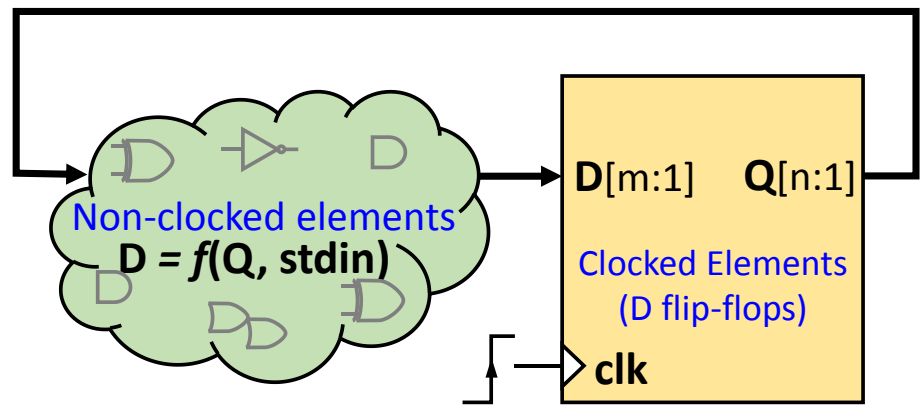 Non-clocked elements
D = f(Q, stdin)
D[m:1] Q[n:1]
Clocked Elements
(D flip-flops)
clk